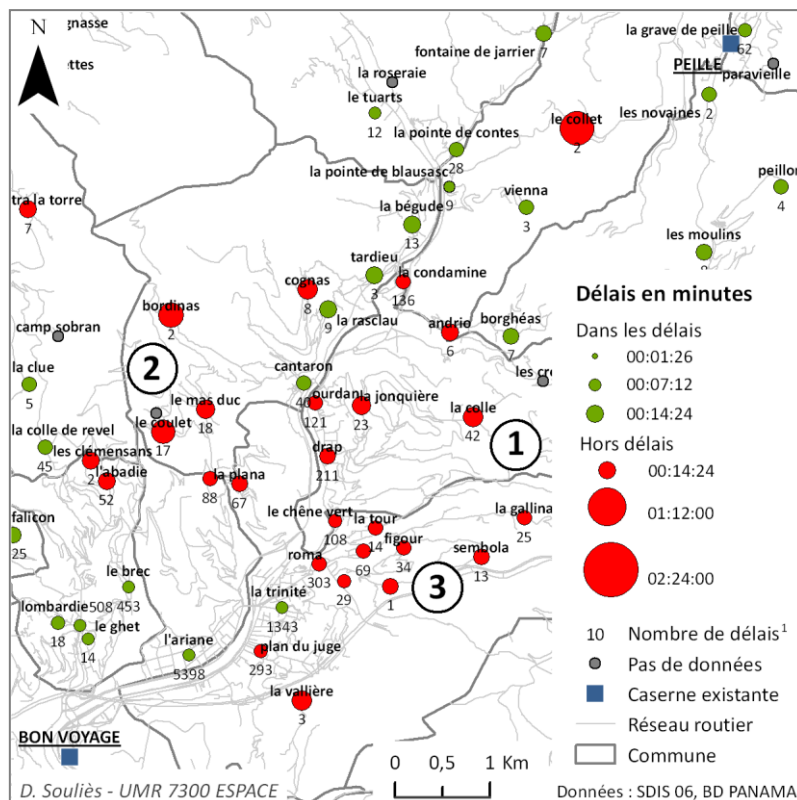 gnasse
N
ettes
la grave de peille
62
PEILLE
paravieille
fontaine de jarrier
7
la roseraie
le tuarts
12
le collet
2
les novaines
2
la pointe de contes
28
la pointe de blausasc
9
vienna
3
peillon
4
tra la torre
7
la bégude
13
les moulins
tardieu
3
la condamine
136
cognas
8
bordinas
2
la rasclau
9
andrio
6
borghéas
7
camp sobran
2
la clue
5
cantaron
40
les cre
le mas duc
18
ourdan
121
la jonquière
23
la colle
42
1
le coulet
17
la colle de revel
45
les clémensans
2
l'abadie
52
drap
211
88
la plana
67
le chêne vert
108
la tour
14
la gallina
25
falicon
25
figour
34
69
sembola
13
roma
303
29
1
3
le brec
453
la trinité
1343
lombardie
508
18
le ghet
14
l'ariane
5398
plan du juge
293
la vallière
3
BON VOYAGE
0 0,5 1 Km
D. Souliès - UMR 7300 ESPACE
Délais en minutes
Dans les délais
00:01:26
00:07:12
00:14:24
Hors délais
00:14:24
01:12:00
02:24:00
10 Nombre de délais¹
Pas de données
Caserne existante
Réseau routier
Commune
Données : SDIS 06, BD PANAMA